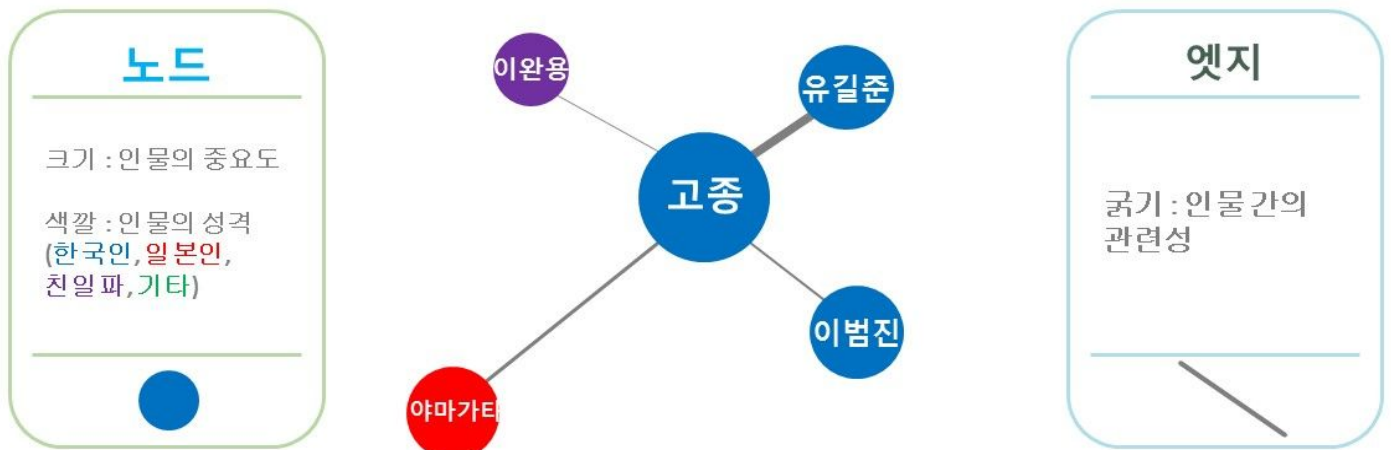 노드
크기 : 인물의 중요도
색깔 : 인물의 성격
(한국인, 일본인,
친일파, 기타)
이완용
유길준
고종
이범진
야마가타
엣지
굵기 : 인물 간의
관련성